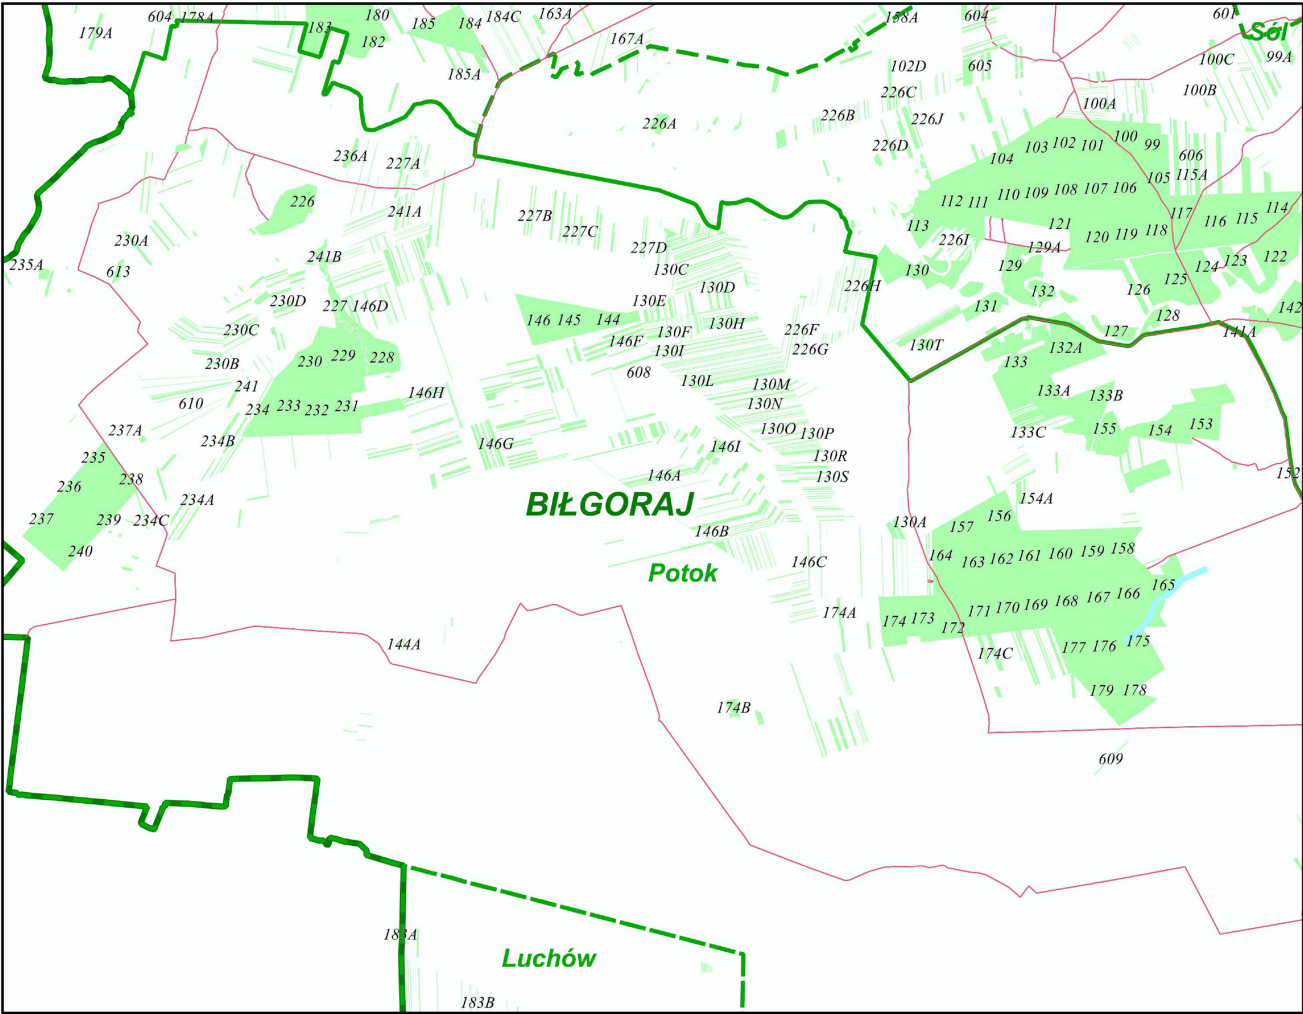 604 178A 183 180 185 184 184C 163A 158A 604 601
179A 182 167A Sól
185A 102D 605 100C 99A
226C 100B
226A 226B 226J 100A
236A 227A 226D 104 103 102 101 100 99 606
226 241A 227B 112 111 110 109 108 107 106 105 115A
230A 227C 113 121 117 116 115 114
235A 613 241B 227D 226I 129A 120 119 118
130C 130 129 124 123 122
230D 227 146D 130D 226H 132 126 125
130E 131 142
230C 146 145 144 130F 130H 226F 128 127 141A
230B 230 229 228 146F 130I 226G 130T 132A
241 608 130L 130M 133 133A 133B
610 234 233 232 231 146H 130N
237A 234B 146G 130O 130P 133C 155 154 153
235 146I 130R
236 238 146A 130S 152
234A BIŁGORAJ 154A
237 239 234C 130A 157 156
240 146B 146C 164 163 162 161 160 159 158
Potok 165
174A 174 173 172 171 170 169 168 167 166
144A 174C 177 176 175
174B 179 178
609
183A
Luchów
183B